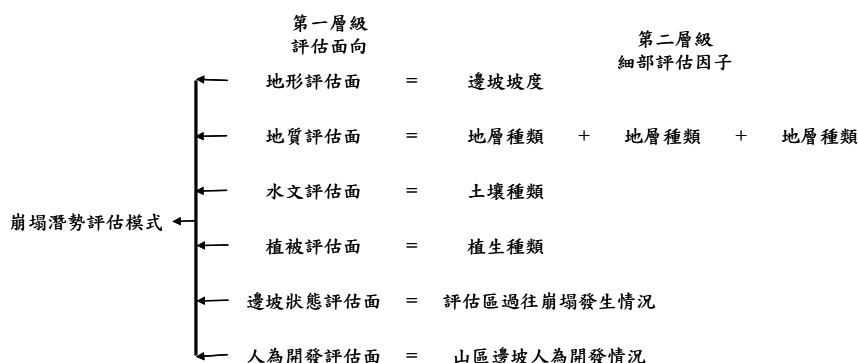 第一層級
評估面向
第二層級
細部評估因子
地形評估面 = 邊坡坡度
地質評估面 = 地層種類 + 地層種類 + 地層種類
水文評估面 = 土壤種類
崩塌潛勢評估模式
植被評估面 = 植生種類
邊坡狀態評估面 = 評估區過往崩塌發生情況
人為開發評估面 = 山區邊坡人為開發情況